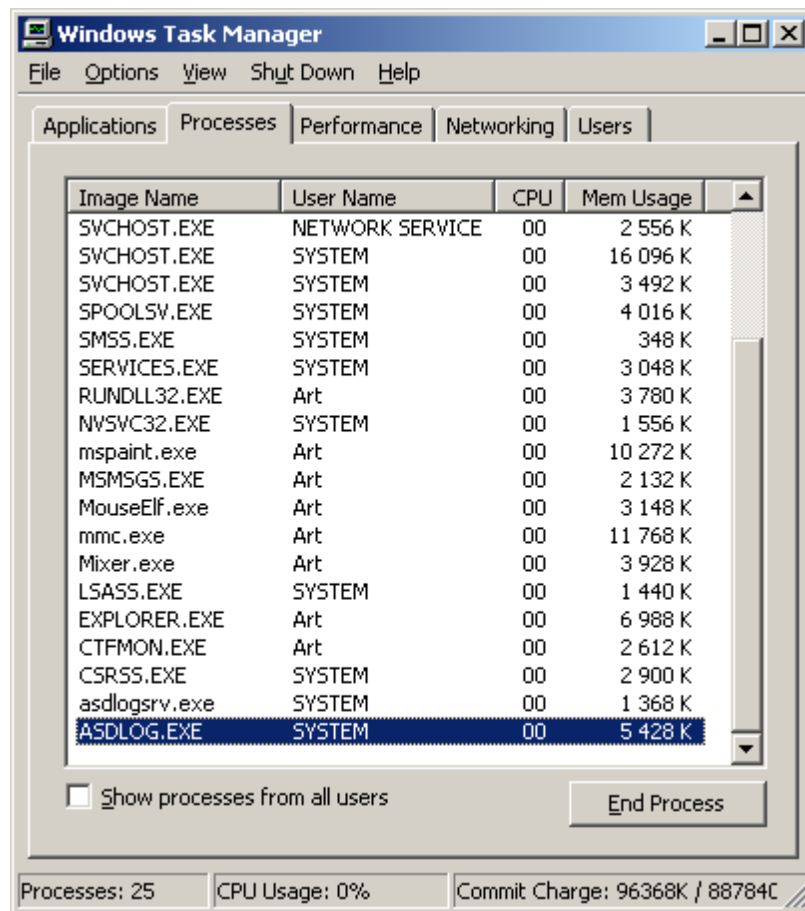 Windows Task Manager
File Options View Shut Down Help
Applications Processes Performance Networking Users
Image Name User Name CPU Mem Usage
SVCHOST.EXE NETWORK SERVICE 00 2 556 K
SVCHOST.EXE SYSTEM 00 16 096 K
SVCHOST.EXE SYSTEM 00 3 492 K
SPOOLSV.EXE SYSTEM 00 4 016 K
SMSS.EXE SYSTEM 00 348 K
SERVICES.EXE SYSTEM 00 3 048 K
RUNDLL32.EXE Art 00 3 780 K
NVSVC32.EXE SYSTEM 00 1 556 K
mspaint.exe Art 00 10 272 K
MSMSGS.EXE Art 00 2 132 K
MouseElf.exe Art 00 3 148 K
mmc.exe Art 00 11 768 K
Mixer.exe Art 00 3 928 K
LSASS.EXE SYSTEM 00 1 440 K
EXPLORER.EXE Art 00 6 988 K
CTFMON.EXE Art 00 2 612 K
CSRSS.EXE SYSTEM 00 2 900 K
asdlogsrv.exe SYSTEM 00 1 368 K
ASDLOG.EXE SYSTEM 00 5 428 K
Show processes from all users
End Process
Processes: 25 CPU Usage: 0% Commit Charge: 96368K / 88784